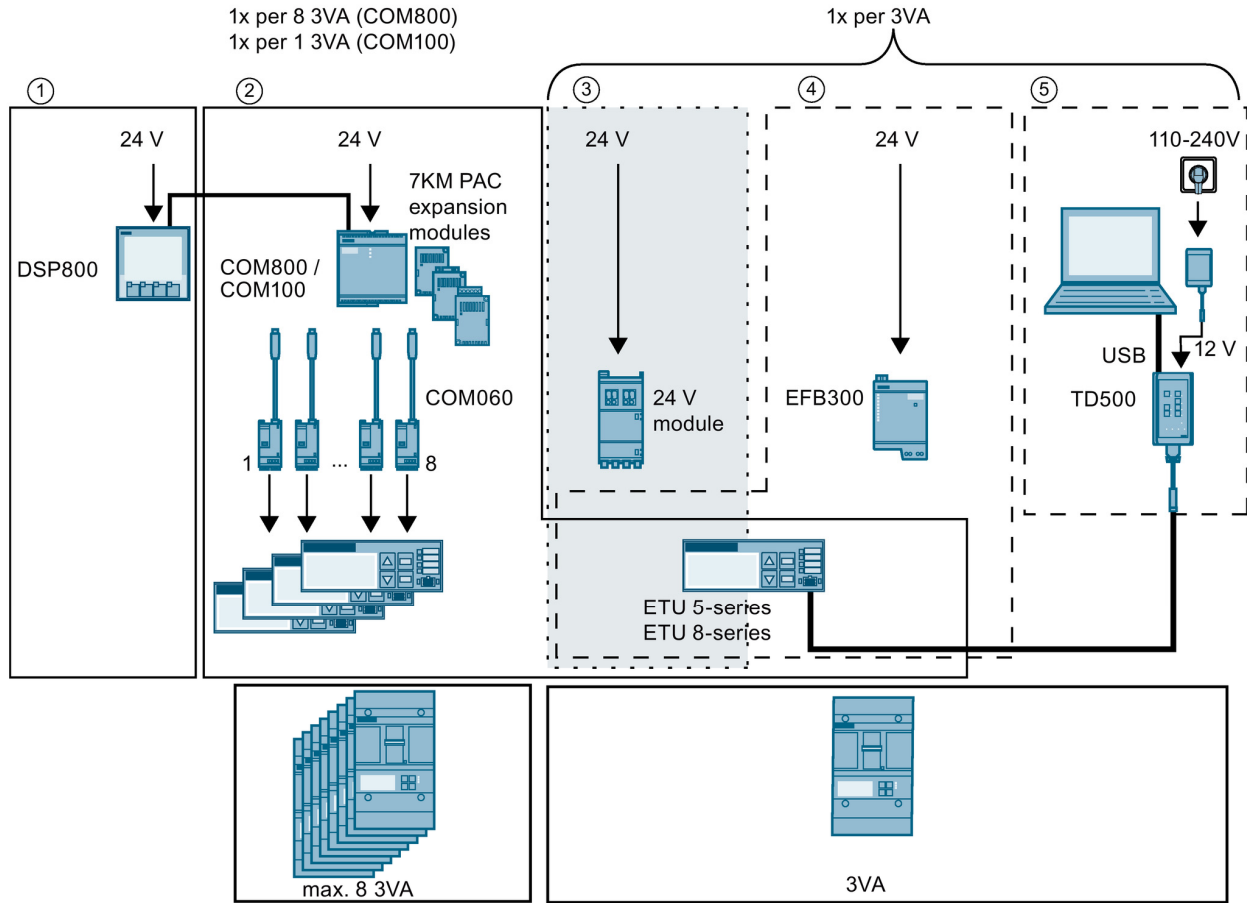 1x per 8 3VA (COM800)
1x per 1 3VA (COM100)
1x per 3VA
1
2
3
4
5
24 V
24 V
24 V
24 V
110-240V
7KM PAC
expansion
modules
DSP800
COM800 /
COM100
USB
12 V
COM060
24 V
module
EFB300
TD500
1
...
8
ETU 5-series
ETU 8-series
max. 8 3VA
3VA